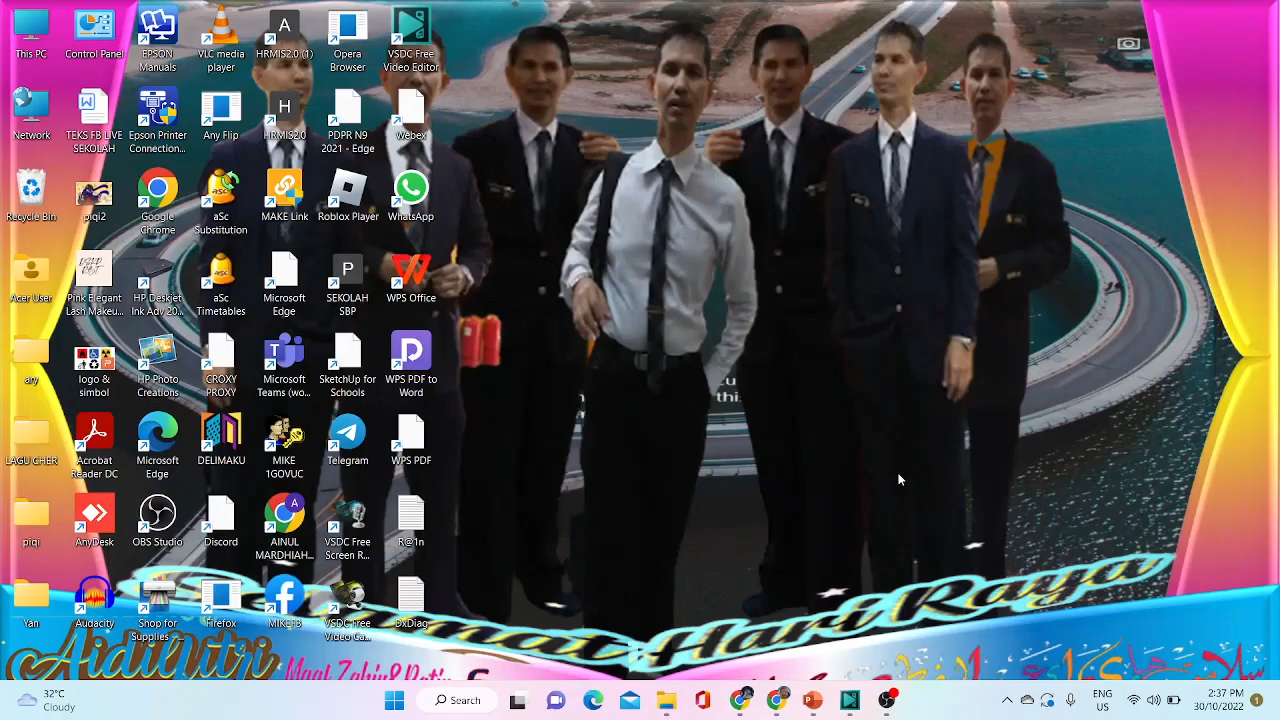 This PC
Control Panel
EPSON
Manuals
VLC media
player
HRMIS2.0 (1)
Opera
Browser
VSDC Free
Video Editor
Network
TEKS FB LIVE
SEKOLAH
Epson Printer
Connection...
Any Flip
HRMIS2.0
PDPR N9
2021 - Edge
webex
Recycle Bin
piqi2
Google
Chrome
aSc
Substitution
MAKE Link
Roblox Player
WhatsApp
Acer User
Pink Elegant
Lash Makeu...
HP Deskjet
Ink Adv 20...
aSc
Timetables
Microsoft
Edge
SEKOLAH
SBP
WPS Office
ary
logo &
simbol
HP Photo
Creations
CROXY
PROXY
Microsoft
Teams (wo...
SketchUp for
Schools
WPS PDF to
Word
LAGU CHER
Acrobat
Reader DC
Microsoft
Edge
DELIMAKU
MIKE
1GOVUC
Telegram
WPS PDF
piqi
AnyDesk
OBS Studio
Discord
AINUL
MARDHIAH...
VSDC Free
Screen R...
R@1n
Yan
Audacity
Shop for
Supplies
Firefox
MIKEFB
VSDC Free
Video Ca...
DXDiag
mat Hari Raya
Aidilfitri
Maaf Zahir & Batin
32°C
Cloudy
Search
ENG
US
2:37 PM
30/10/2022
1